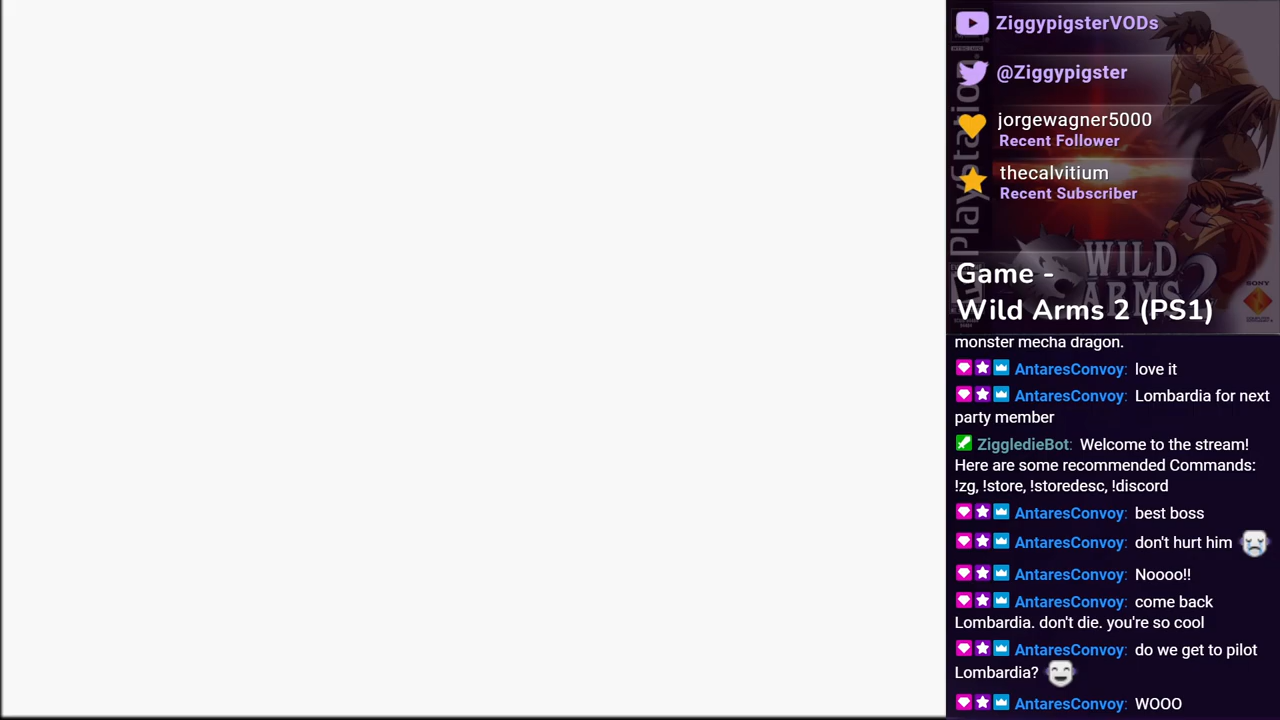 ZiggypigsterVODs
@Ziggypigster
jorgewagner5000
Recent Follower
thecalvitium
Recent Subscriber
PlayStation
WILD
ARMS 2
SONY
Game -
Wild Arms 2 (PS1)
monster mecha dragon.
AntaresConvoy: love it
AntaresConvoy: Lombardia for next
party member
ZiggledieBot: Welcome to the stream!
Here are some recommended Commands:
!zg, !store, !storedesc, !discord
AntaresConvoy: best boss
AntaresConvoy: don't hurt him
AntaresConvoy: Noooo!!
AntaresConvoy: come back
Lombardia. don't die. you're so cool
AntaresConvoy: do we get to pilot
Lombardia?
AntaresConvoy: WOOO